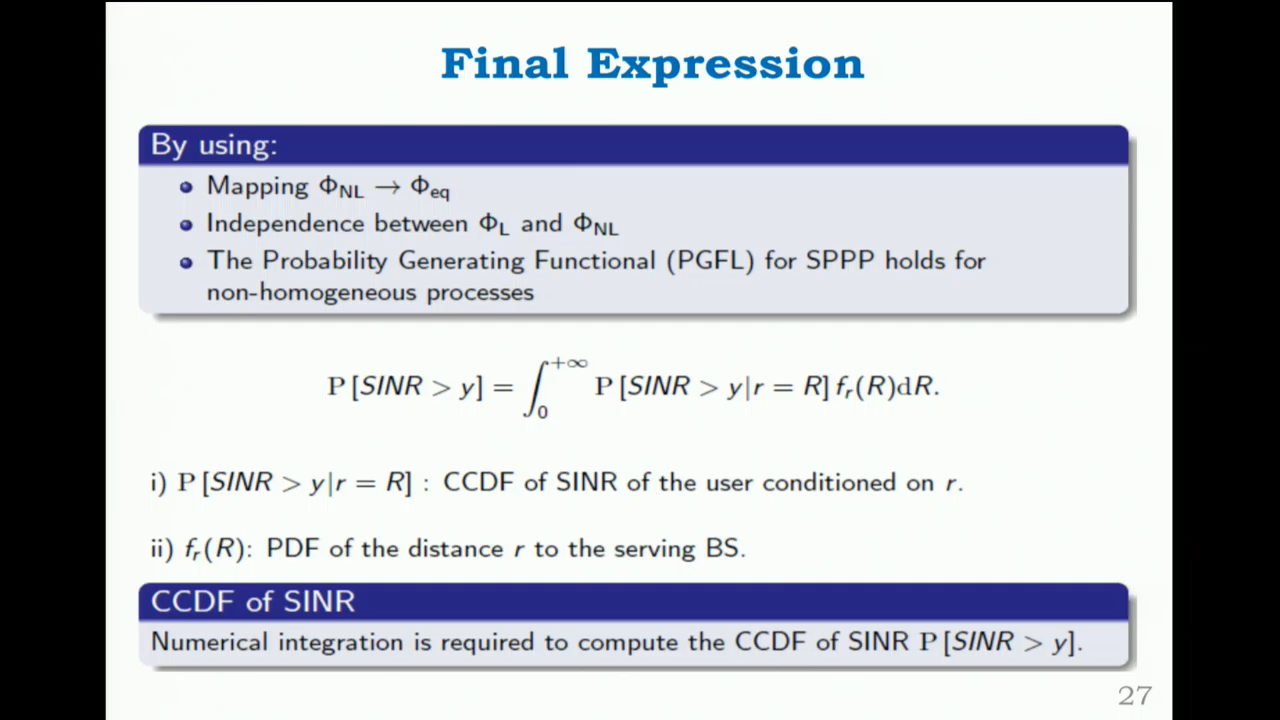 Final Expression
By using:
Mapping Φ_NL → Φ_eq
Independence between Φ_L and Φ_NL
The Probability Generating Functional (PGFL) for SPPP holds for
non-homogeneous processes
P [SINR > y] = ∫_0^{+∞} P [SINR > y|r = R] f_r(R)dR.
i) P [SINR > y|r = R] : CCDF of SINR of the user conditioned on r.
ii) f_r(R): PDF of the distance r to the serving BS.
CCDF of SINR
Numerical integration is required to compute the CCDF of SINR P [SINR > y].
27